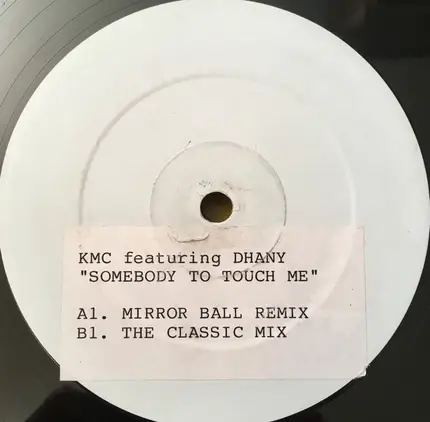 KMC featuring DHANY
"SOMEBODY TO TOUCH ME"
A1. MIRROR BALL REMIX
B1. THE CLASSIC MIX